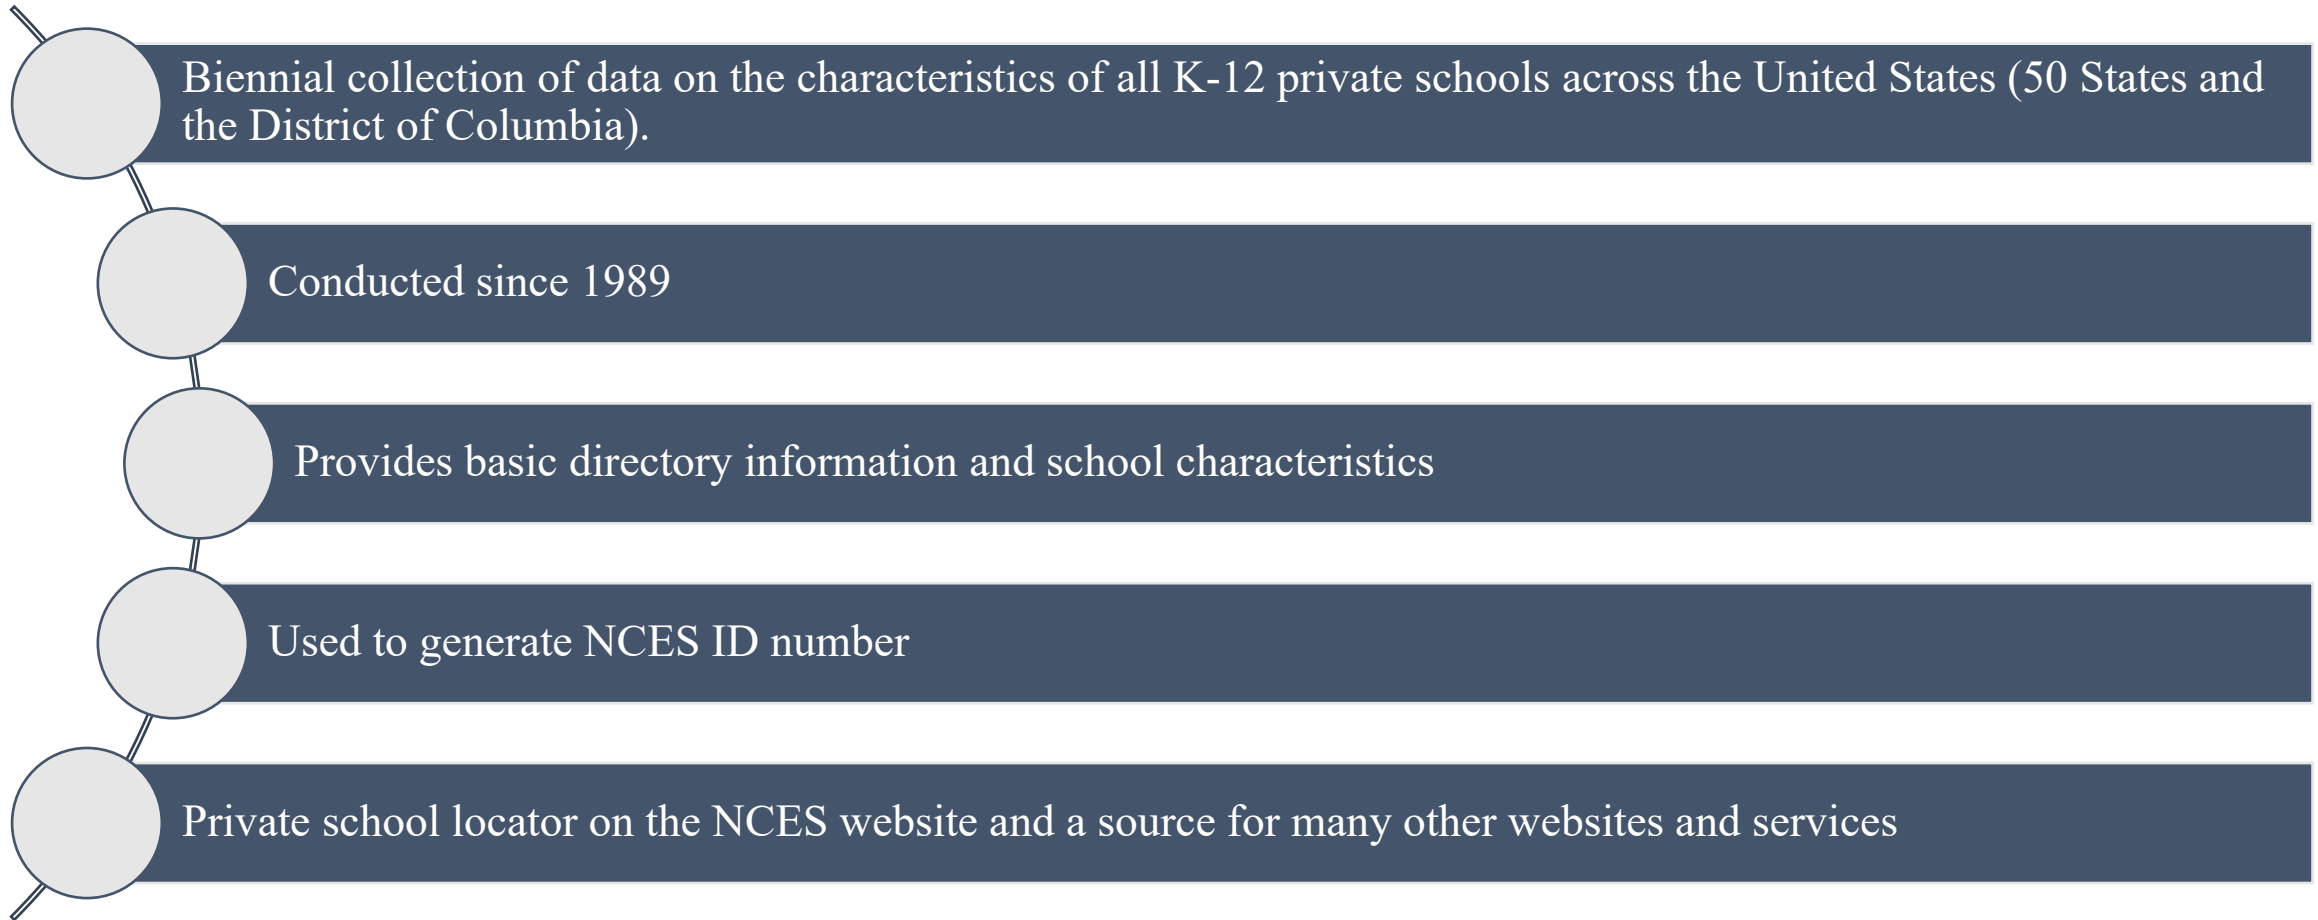 Biennial collection of data on the characteristics of all K-12 private schools across the United States (50 States and
the District of Columbia).
Conducted since 1989
Provides basic directory information and school characteristics
Used to generate NCES ID number
Private school locator on the NCES website and a source for many other websites and services